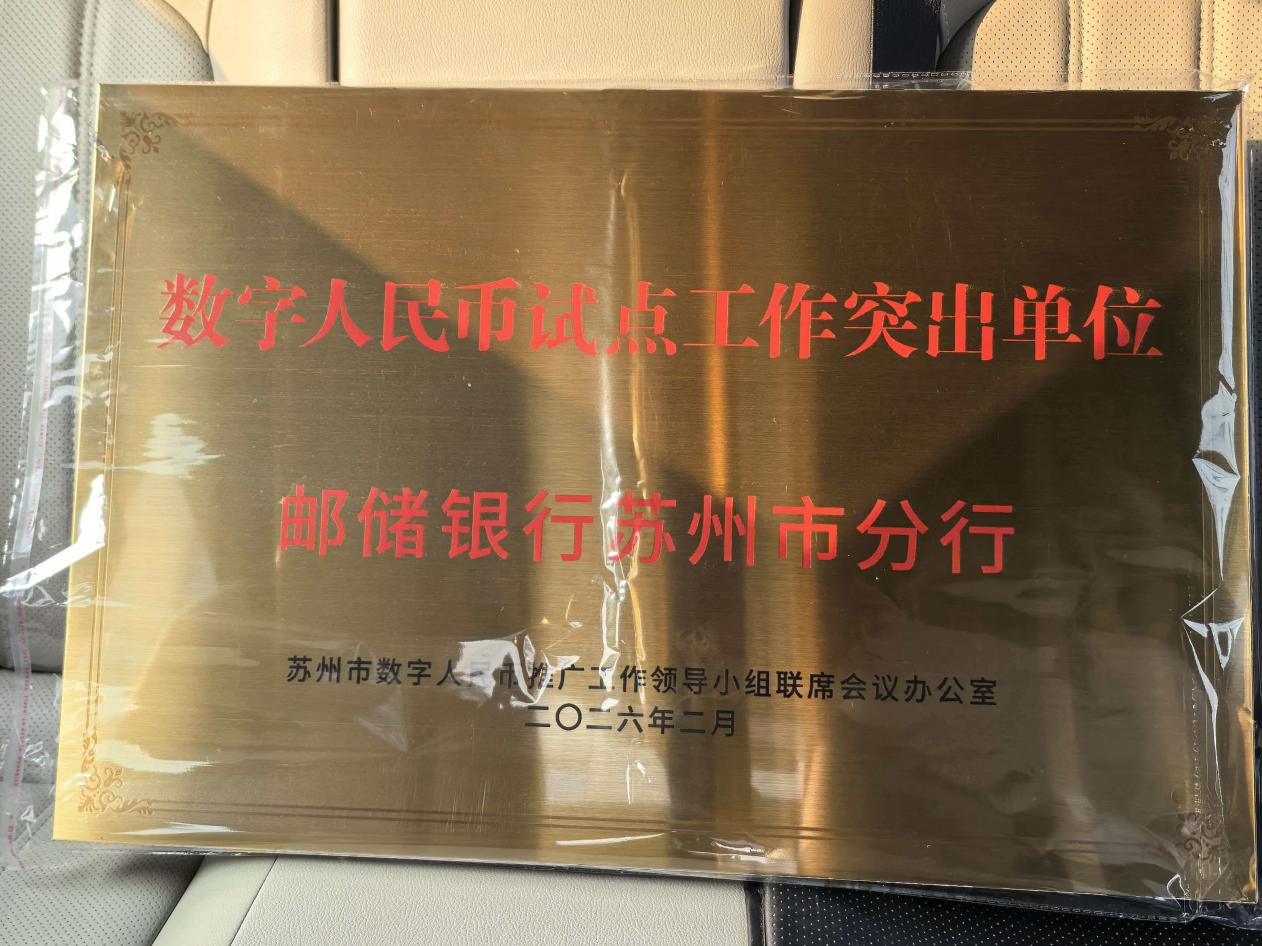 数字人民币试点工作突出单位
邮储银行苏州市分行
苏州市数字人民币推广工作领导小组联席会议办公室
二〇二六年二月